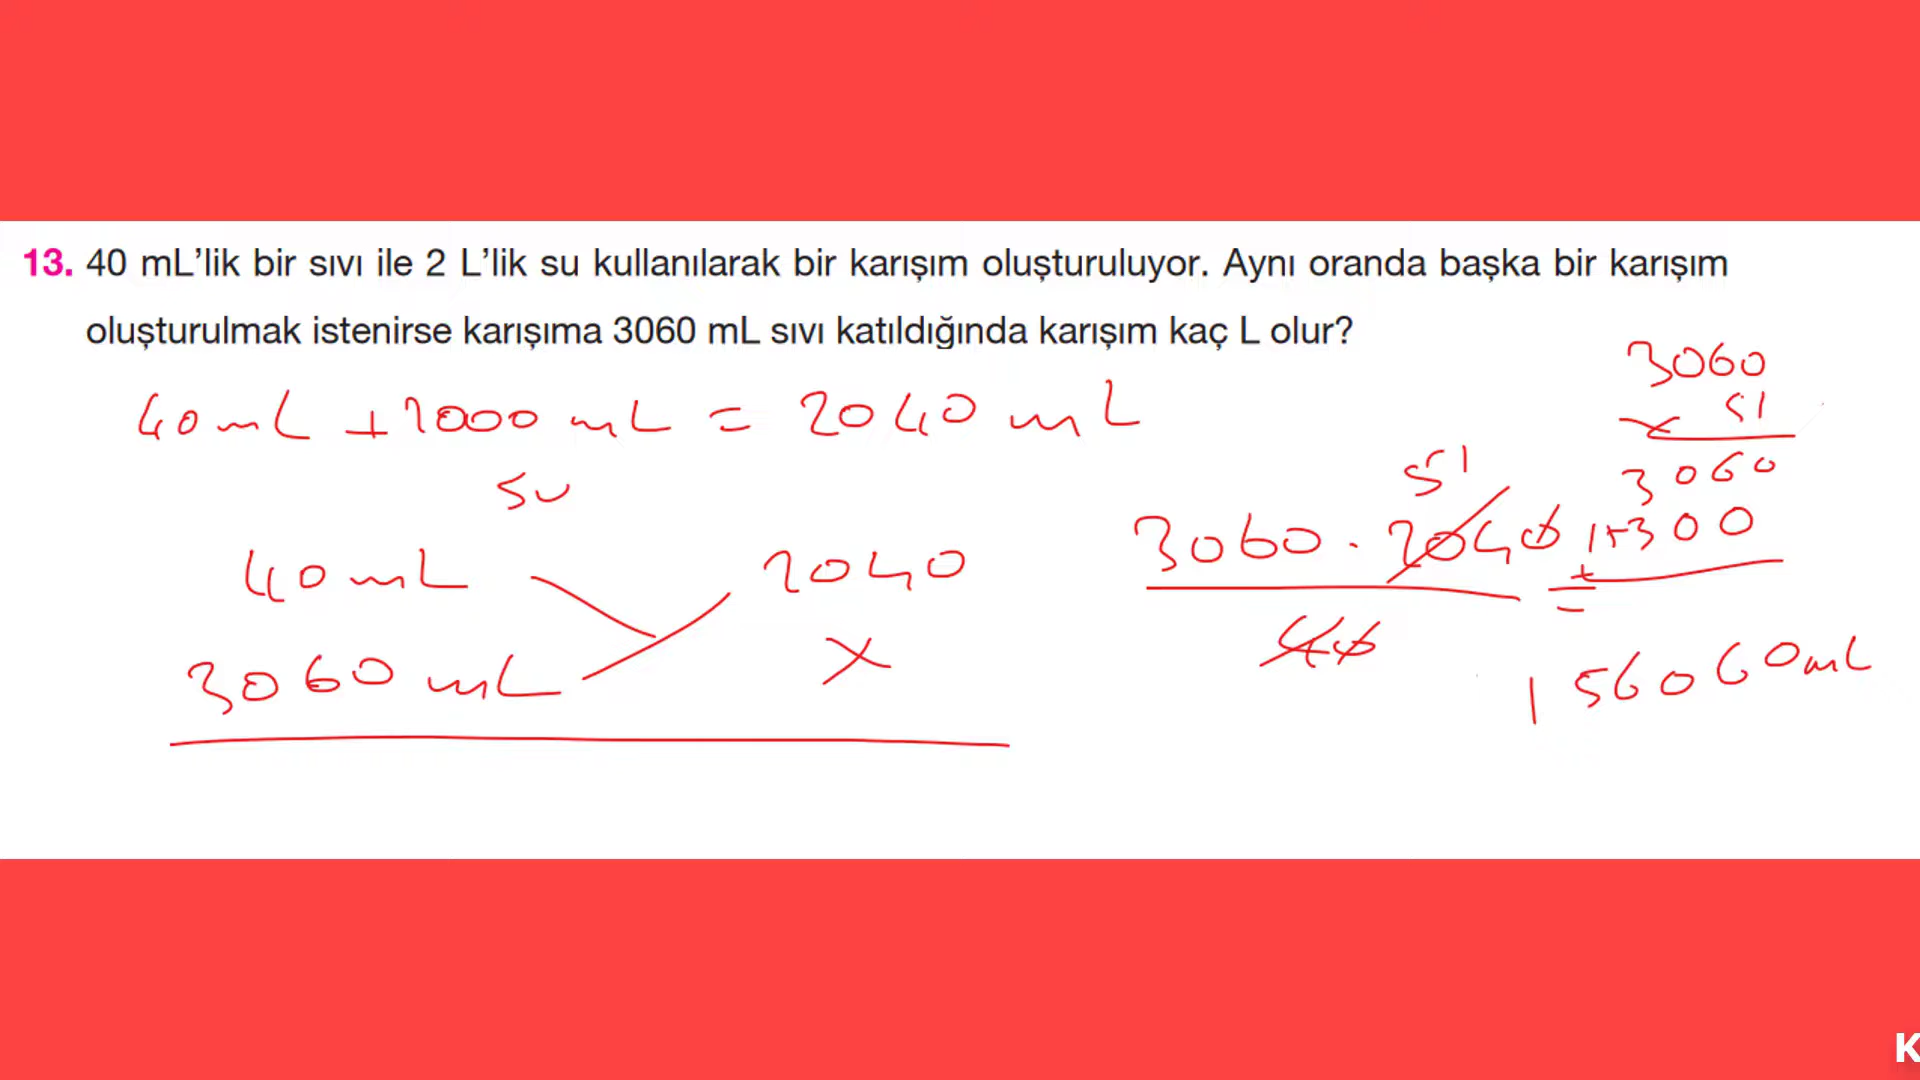 13. 40 mL’lik bir sıvı ile 2 L’lik su kullanılarak bir karışım oluşturuluyor. Aynı oranda başka bir karışım
oluşturulmak istenirse karışıma 3060 mL sıvı katıldığında karışım kaç L olur?
40 mL + 2000 mL = 2040 mL
su
40 mL 2040
3060 mL x
51
3060 . 2040
40
=
3060
x 51
3060
+ 15300
156060 mL
K